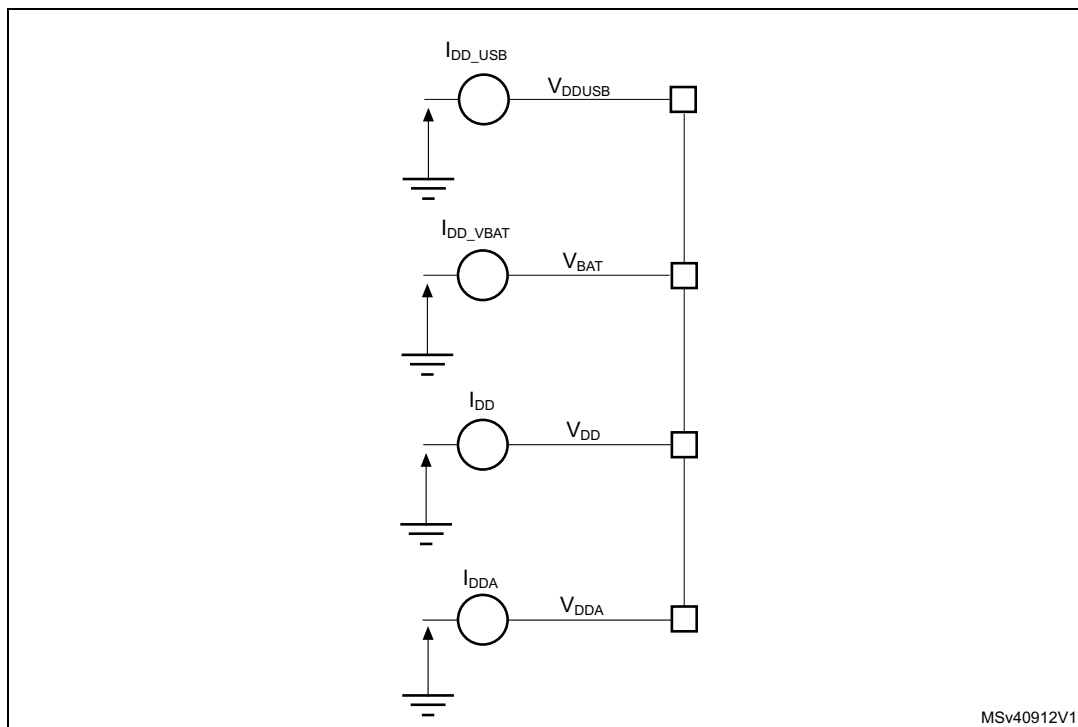 I_DD_USB
V_DDUSB
I_DD_VBAT
V_BAT
I_DD
V_DD
I_DDA
V_DDA
MSv40912V1